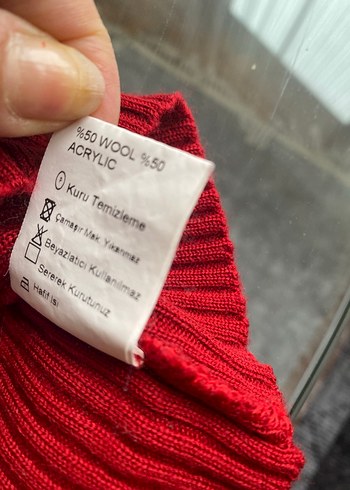 %50 WOOL %50
ACRYLIC
Kuru Temizleme
Çamaşır Mak. Yıkanmaz
Beyazlatıcı Kullanılmaz
Sererek Kurutunuz
Hafif Isı